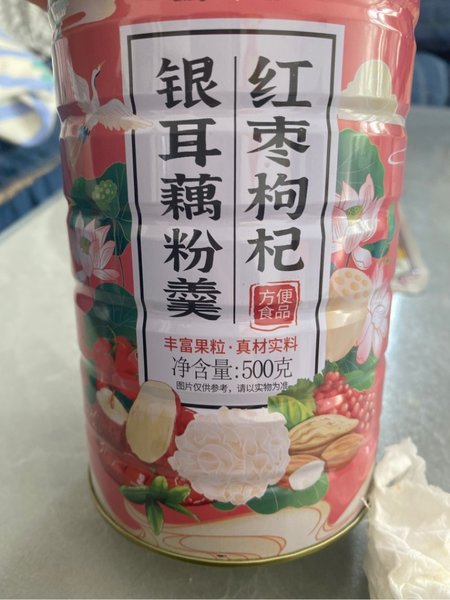 红枣枸杞
银耳藕粉羹
方便
食品
丰富果粒·真材实料
净含量:500克
图片仅供参考，请以实物为准